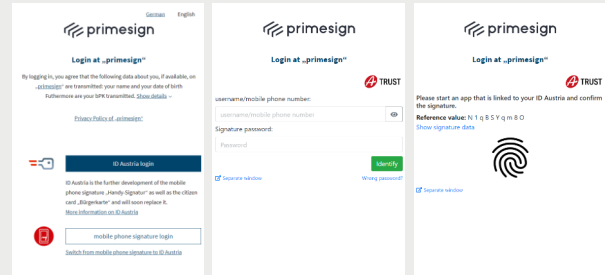 German English
primesign
Login at „primesign“
By logging in, you agree that the following data about you, if available, on
„primesign“ are transmitted: your name and your date of birth
Futhermore are your bPK transmitted. Show details
Privacy Policy of „primesign“
ID Austria login
ID Austria is the further development of the mobile
phone signature „Handy-Signatur“ as well as the citizen
card „Bürgerkarte“ and will soon replace it.
More information on ID Austria
mobile phone signature login
Switch from mobile phone signature to ID Austria
primesign
Login at „primesign“
A TRUST
username/mobile phone number:
username/mobile phone number
Signature password:
Password
Identify
Separate window
Wrong password?
primesign
Login at „primesign“
A TRUST
Please start an app that is linked to your ID Austria and confirm
the signature.
Reference value: N 1 q B S Y q m 8 O
Show signature data
Separate window